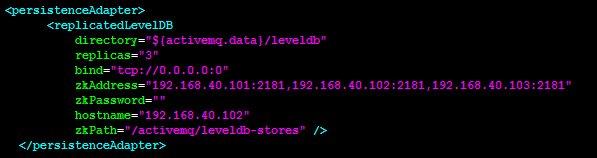 <persistenceAdapter>
<replicatedLevelDB
directory="${activemq.data}/leveldb"
replicas="3"
bind="tcp://0.0.0.0:0"
zkAddress="192.168.40.101:2181,192.168.40.102:2181,192.168.40.103:2181"
zkPassword=""
hostname="192.168.40.102"
zkPath="/activemq/leveldb-stores" />
</persistenceAdapter>